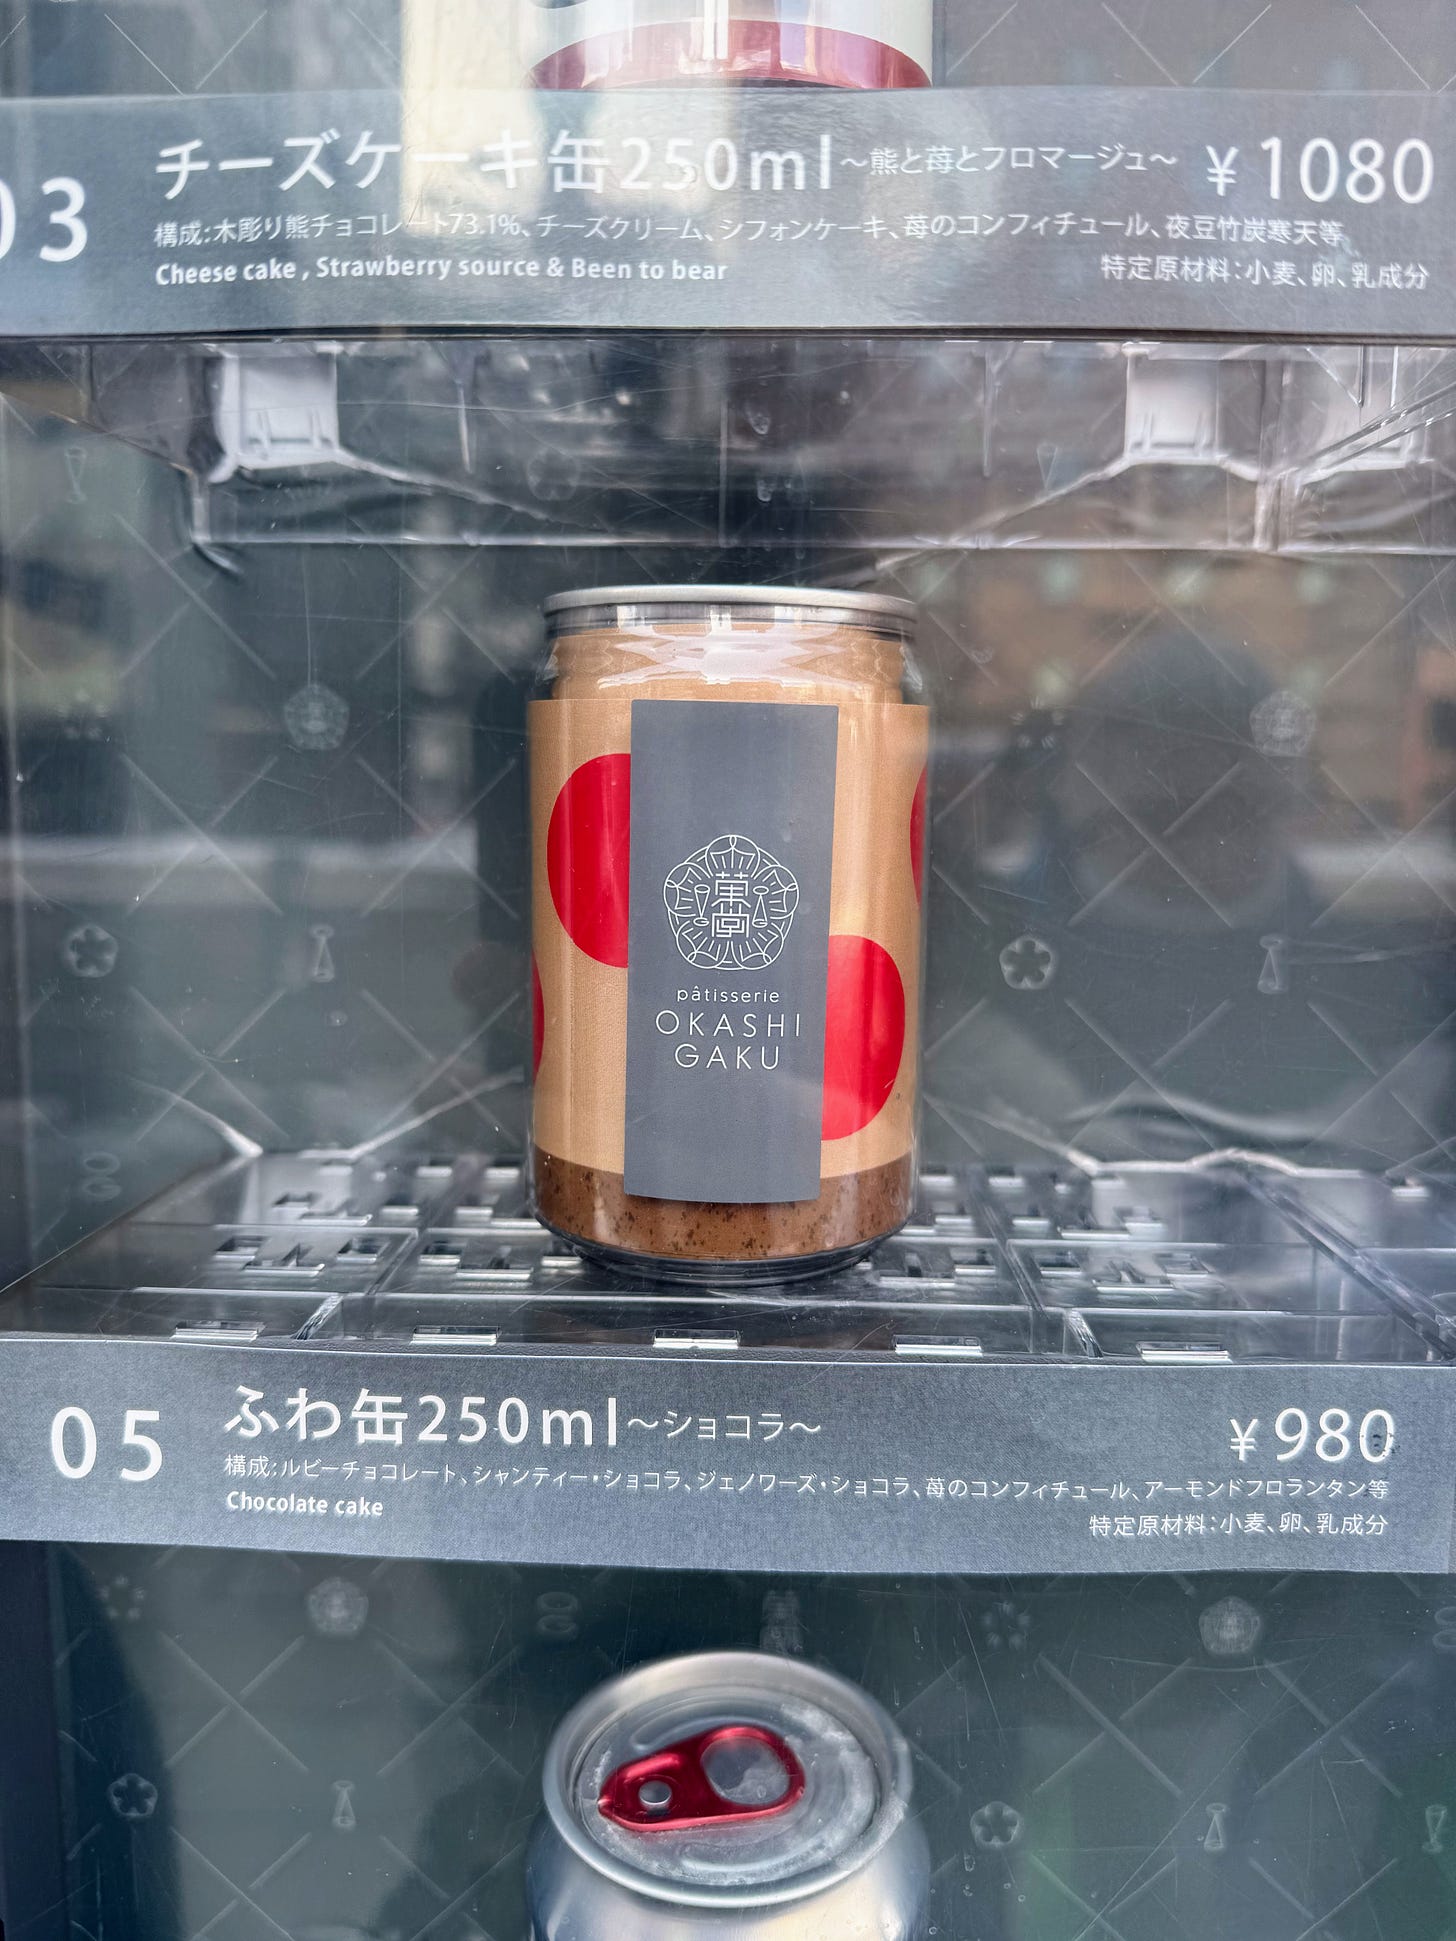 03 チーズケーキ缶250ml～熊と苺とフロマージュ～ ¥1080
構成:木彫り熊チョコレート73.1%、チーズクリーム、シフォンケーキ、苺のコンフィチュール、夜豆竹炭寒天等
Cheese cake , Strawberry source & Been to bear 特定原材料:小麦、卵、乳成分
菓学
pâtisserie
OKASHI
GAKU
05 ふわ缶250ml～ショコラ～ ¥980
構成:ルビーチョコレート、シャンティー・ショコラ、ジェノワーズ・ショコラ、苺のコンフィチュール、アーモンドフロランタン等
Chocolate cake 特定原材料:小麦、卵、乳成分